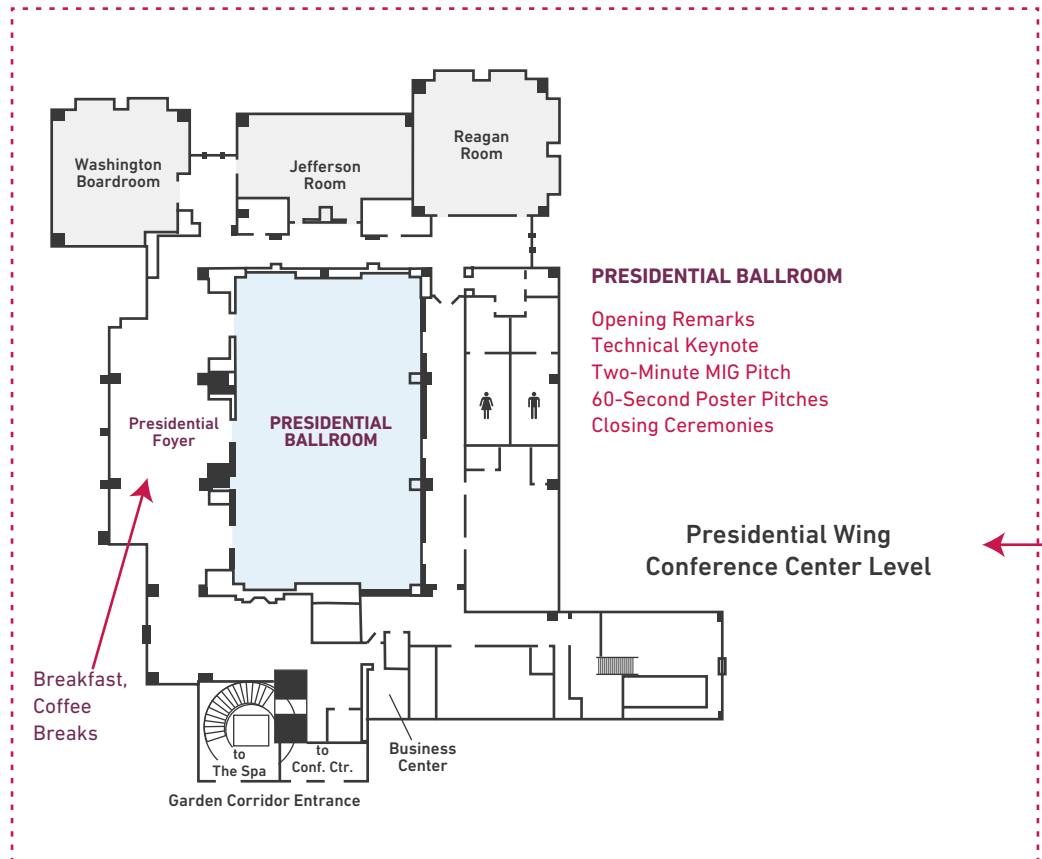 Washington
Boardroom
Jefferson
Room
Reagan
Room
PRESIDENTIAL BALLROOM
Opening Remarks
Technical Keynote
Two-Minute MIG Pitch
60-Second Poster Pitches
Closing Ceremonies
Presidential
Foyer
PRESIDENTIAL
BALLROOM
Presidential Wing
Conference Center Level
Breakfast,
Coffee
Breaks
to
The Spa
to
Conf. Ctr.
Business
Center
Garden Corridor Entrance